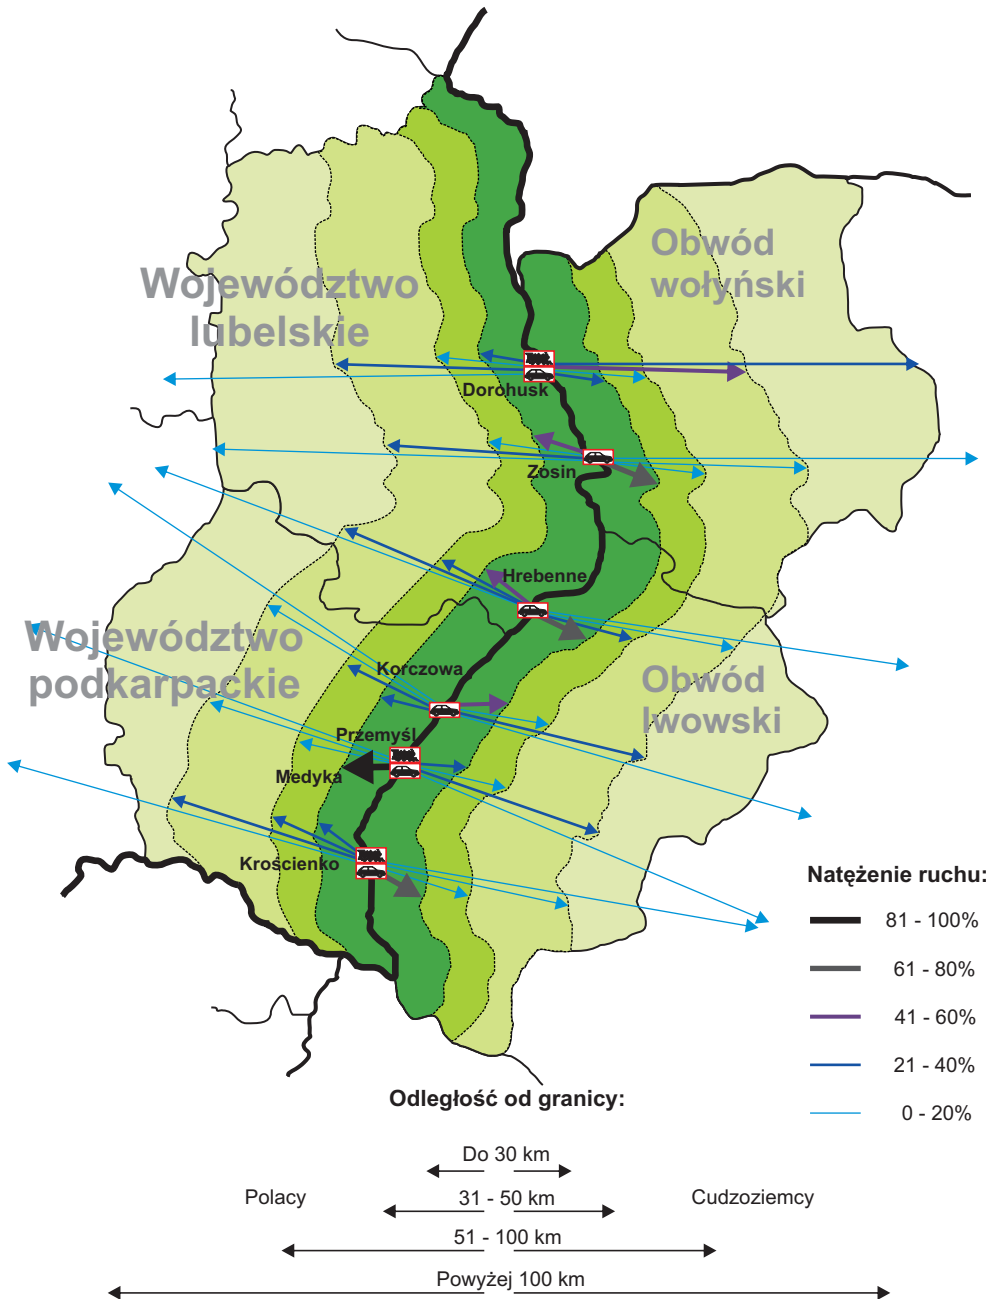 Obwód
wołyński
Województwo
lubelskie
Dorohusk
Zosin
Hrebenne
Województwo
podkarpackie
Korczowa
Obwód
lwowski
Przemyśl
Medyka
Krościenko
Natężenie ruchu:
81 - 100%
61 - 80%
41 - 60%
21 - 40%
0 - 20%
Odległość od granicy:
Do 30 km
Polacy
31 - 50 km
Cudzoziemcy
51 - 100 km
Powyżej 100 km